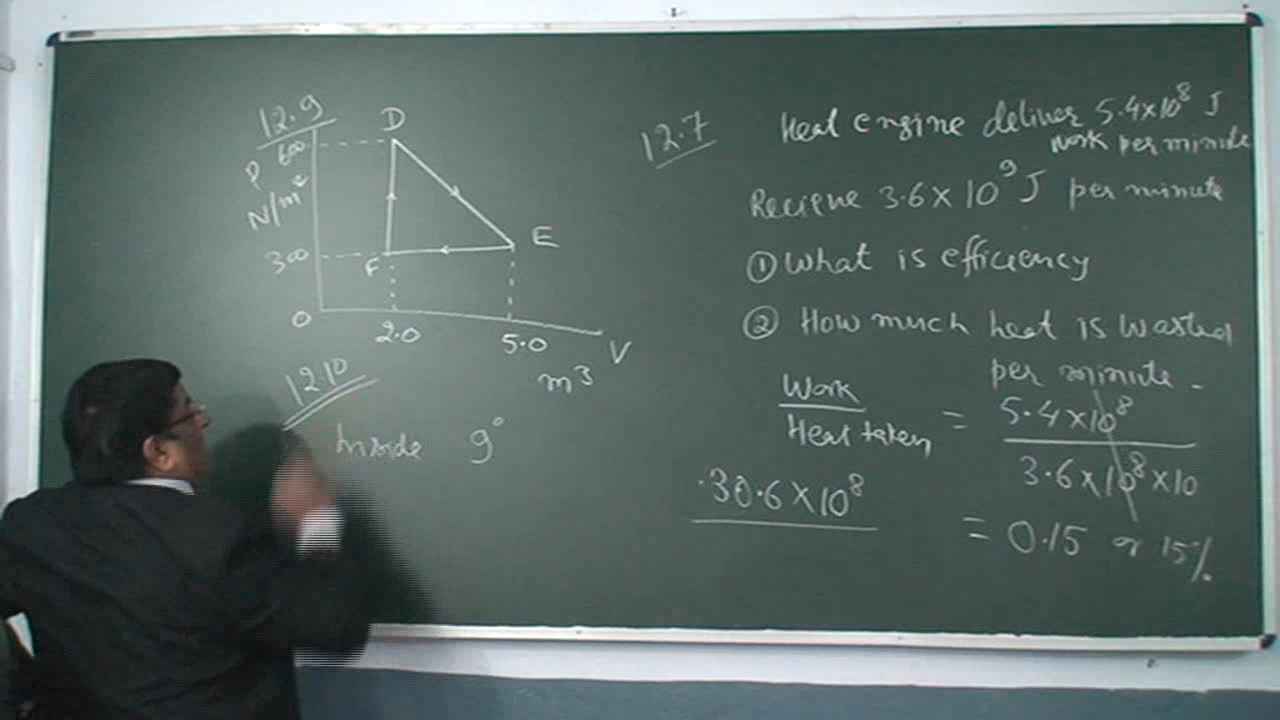 12.9
D
600
P
N/m²
E
300
F
0
2.0
5.0
V
m³
12.10
Inside 9°
12.7
Heat engine deliver 5.4×10⁸ J
work per minute
Recieve 3.6×10⁹ J per minute
① What is efficiency
② How much heat is wasted
per minute -
Work
Heat taken
= 5.4×10⁸
3.6×10⁸×10
30.6×10⁸
= 0.15 or 15%.